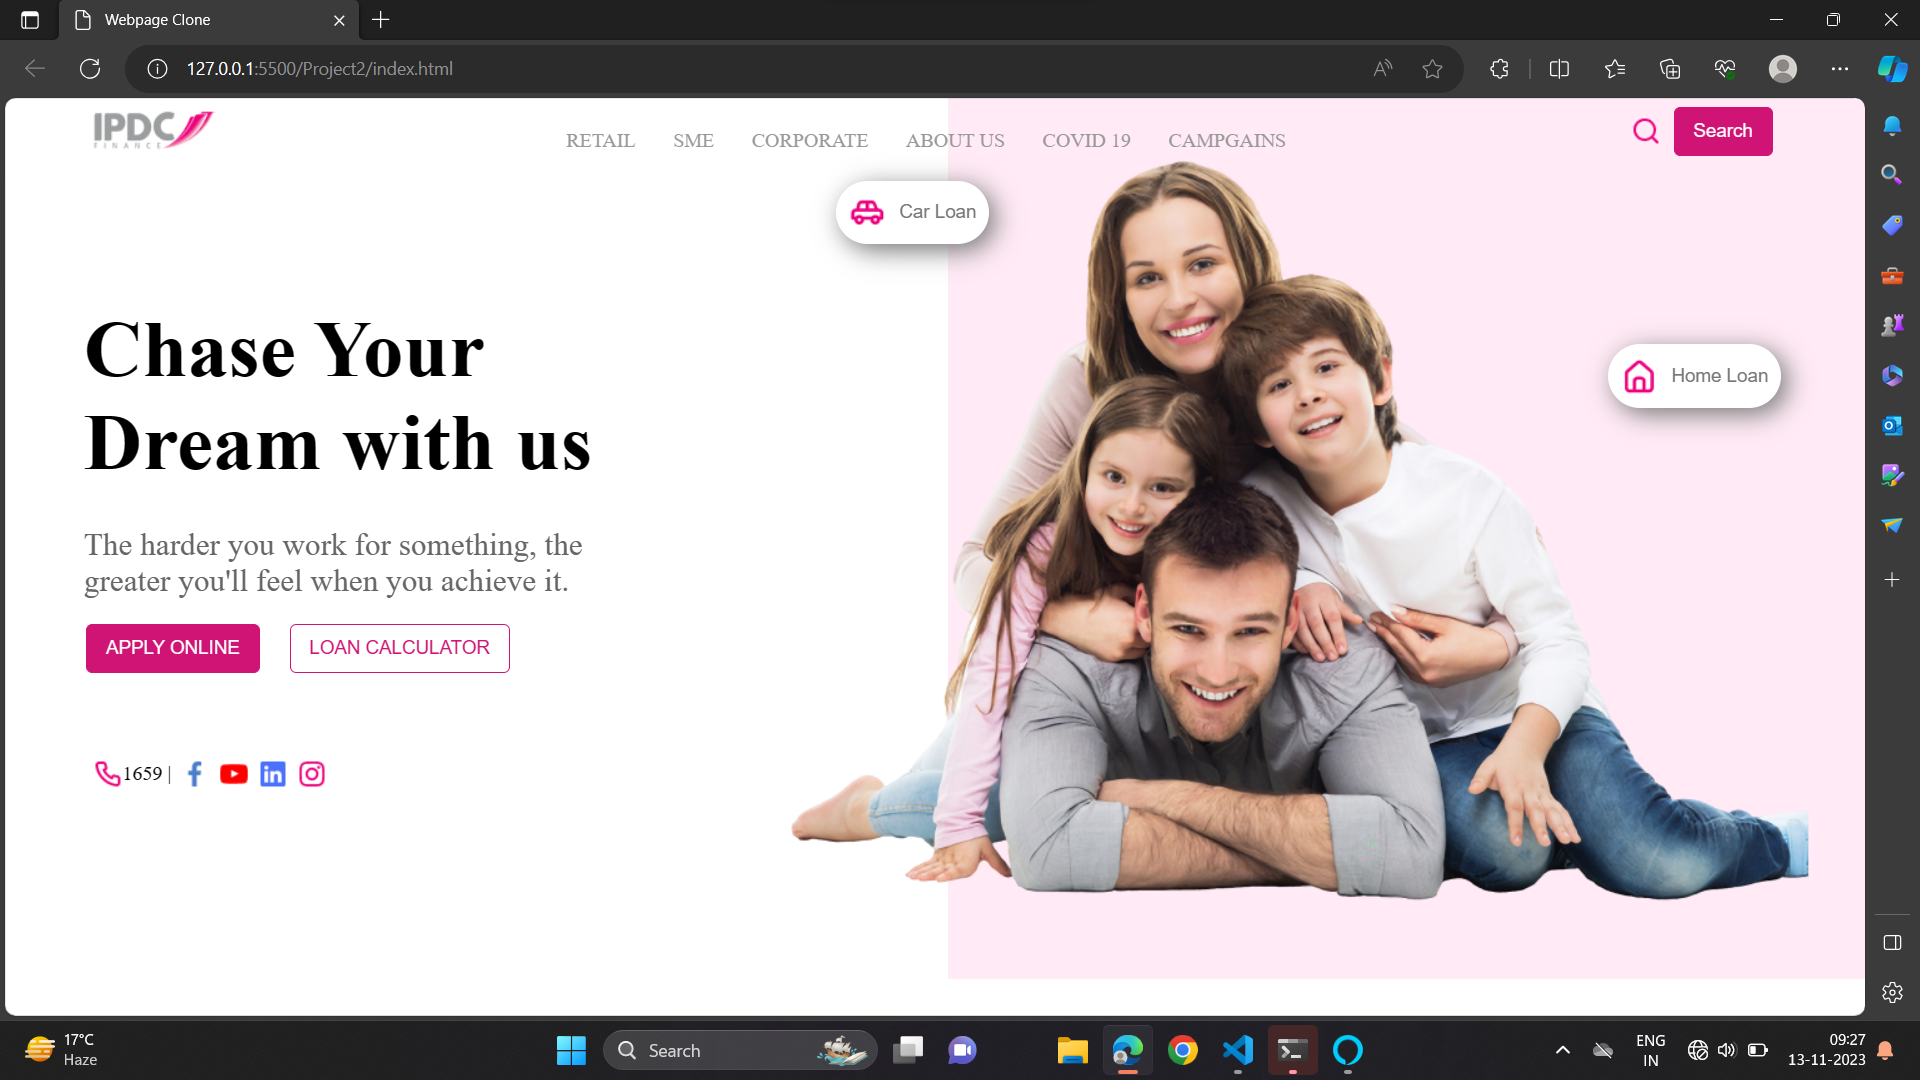 Webpage Clone
127.0.0.1:5500/Project2/index.html
IPDC
FINANCE
RETAIL SME CORPORATE ABOUT US COVID 19 CAMPGAINS
Search
Car Loan
Home Loan
Chase Your
Dream with us
The harder you work for something, the
greater you'll feel when you achieve it.
APPLY ONLINE LOAN CALCULATOR
1659 |
17°C
Haze
Search
ENG
IN
09:27
13-11-2023